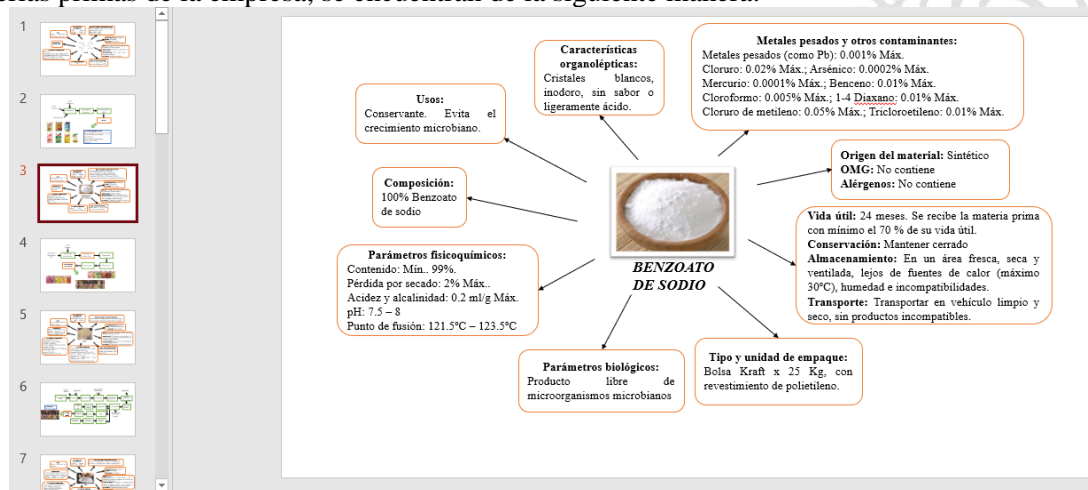 erias primas de la empresa, se encuentran de la siguiente manera:
1
2
3
4
5
6
7
Características
organolépticas:
Cristales blancos,
inodoro, sin sabor o
ligeramente ácido.
Metales pesados y otros contaminantes:
Metales pesados (como Pb): 0.001% Máx.
Cloruro: 0.02% Máx.; Arsénico: 0.0002% Máx.
Mercurio: 0.0001% Máx.; Benceno: 0.01% Máx.
Cloroformo: 0.005% Máx.; 1-4 Diaxano: 0.01% Máx.
Cloruro de metileno: 0.05% Máx.; Tricloroetileno: 0.01% Máx.
Usos:
Conservante. Evita el
crecimiento microbiano.
Origen del material: Sintético
OMG: No contiene
Alérgenos: No contiene
Composición:
100% Benzoato
de sodio
Vida útil: 24 meses. Se recibe la materia prima
con mínimo el 70 % de su vida útil.
Conservación: Mantener cerrado
Almacenamiento: En un área fresca, seca y
ventilada, lejos de fuentes de calor (máximo
30ºC), humedad e incompatibilidades.
Transporte: Transportar en vehículo limpio y
seco, sin productos incompatibles.
Parámetros fisicoquímicos:
Contenido: Mín.. 99%.
Pérdida por secado: 2% Máx..
Acidez y alcalinidad: 0.2 ml/g Máx.
pH: 7.5 – 8
Punto de fusión: 121.5ºC – 123.5ºC
BENZOATO
DE SODIO
Parámetros biológicos:
Producto libre de
microorganismos microbianos
Tipo y unidad de empaque:
Bolsa Kraft x 25 Kg, con
revestimiento de polietileno.